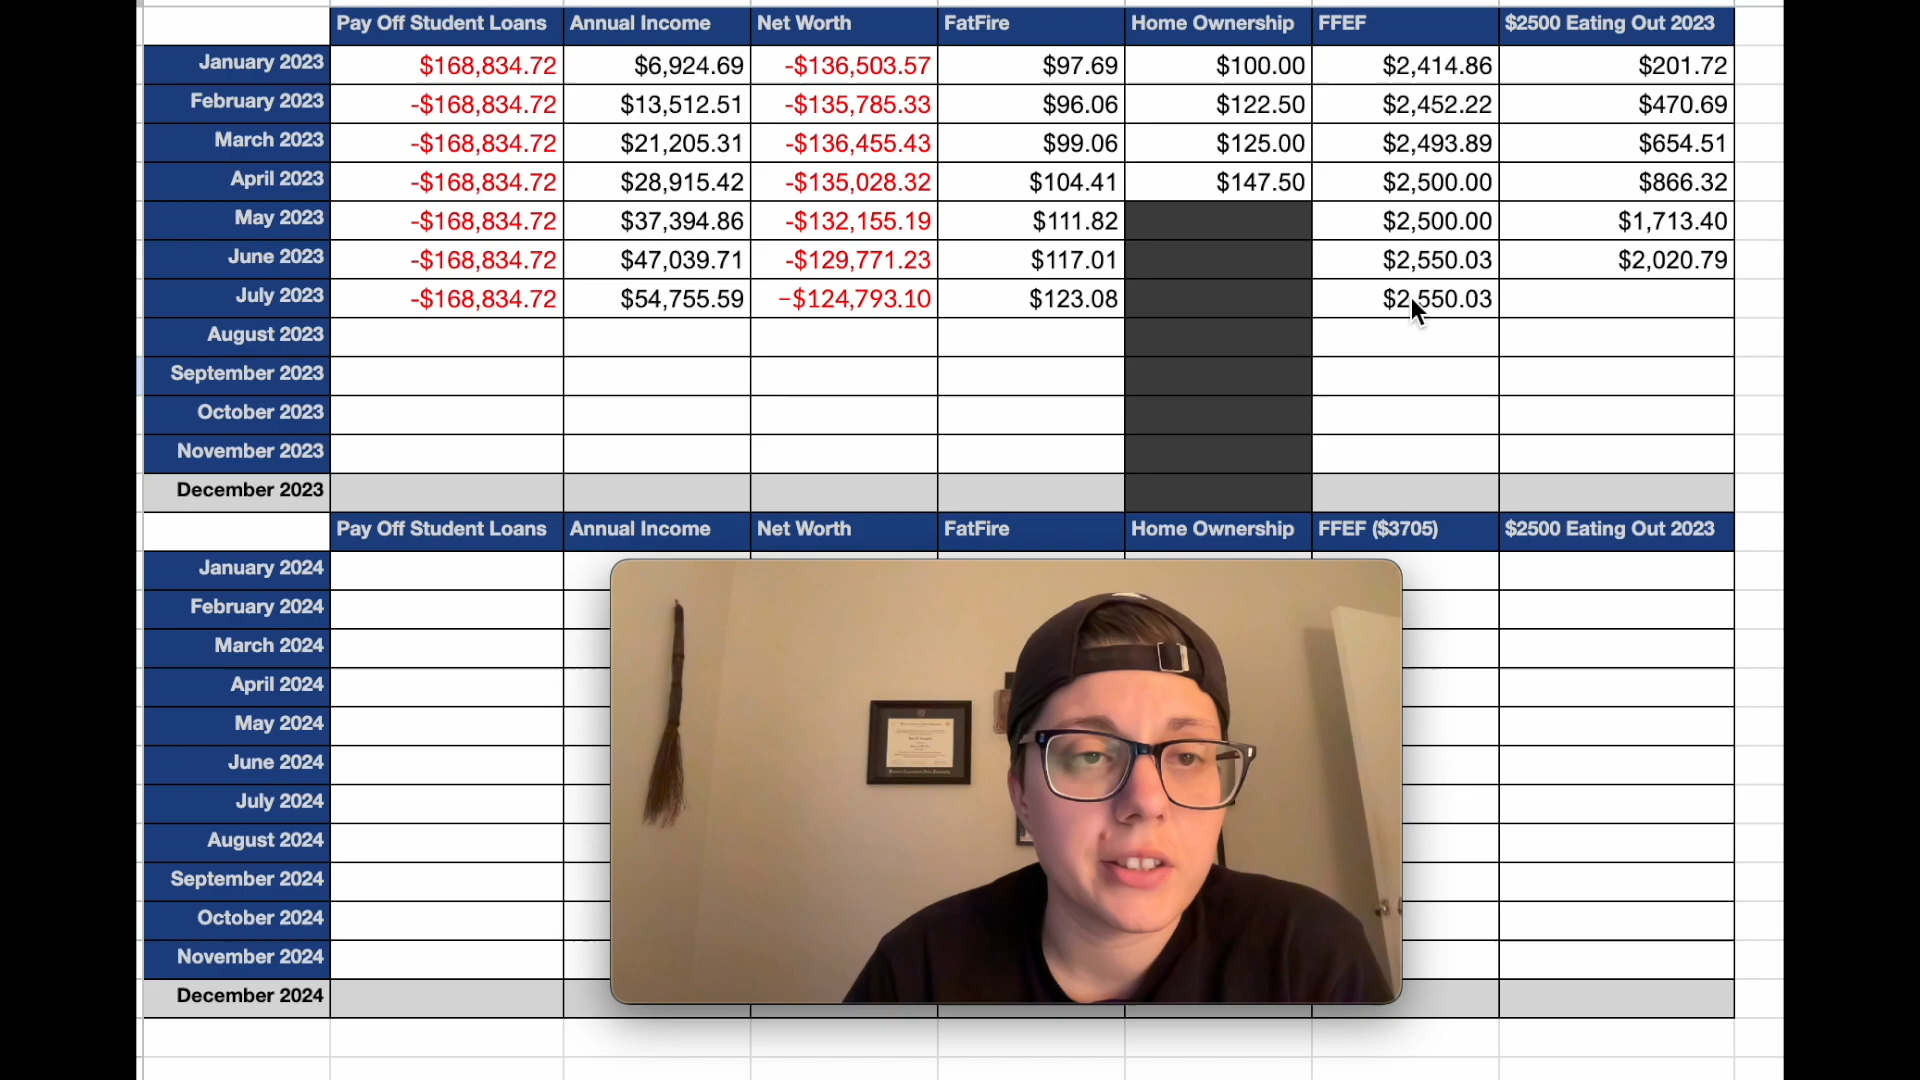 Pay Off Student Loans Annual Income Net Worth FatFire Home Ownership FFEF $2500 Eating Out 2023
January 2023 $168,834.72 $6,924.69 -$136,503.57 $97.69 $100.00 $2,414.86 $201.72
February 2023 -$168,834.72 $13,512.51 -$135,785.33 $96.06 $122.50 $2,452.22 $470.69
March 2023 -$168,834.72 $21,205.31 -$136,455.43 $99.06 $125.00 $2,493.89 $654.51
April 2023 -$168,834.72 $28,915.42 -$135,028.32 $104.41 $147.50 $2,500.00 $866.32
May 2023 -$168,834.72 $37,394.86 -$132,155.19 $111.82 $2,500.00 $1,713.40
June 2023 -$168,834.72 $47,039.71 -$129,771.23 $117.01 $2,550.03 $2,020.79
July 2023 -$168,834.72 $54,755.59 −$124,793.10 $123.08 $2,550.03
August 2023
September 2023
October 2023
November 2023
December 2023
Pay Off Student Loans Annual Income Net Worth FatFire Home Ownership FFEF ($3705) $2500 Eating Out 2023
January 2024
February 2024
March 2024
April 2024
May 2024
June 2024
July 2024
August 2024
September 2024
October 2024
November 2024
December 2024